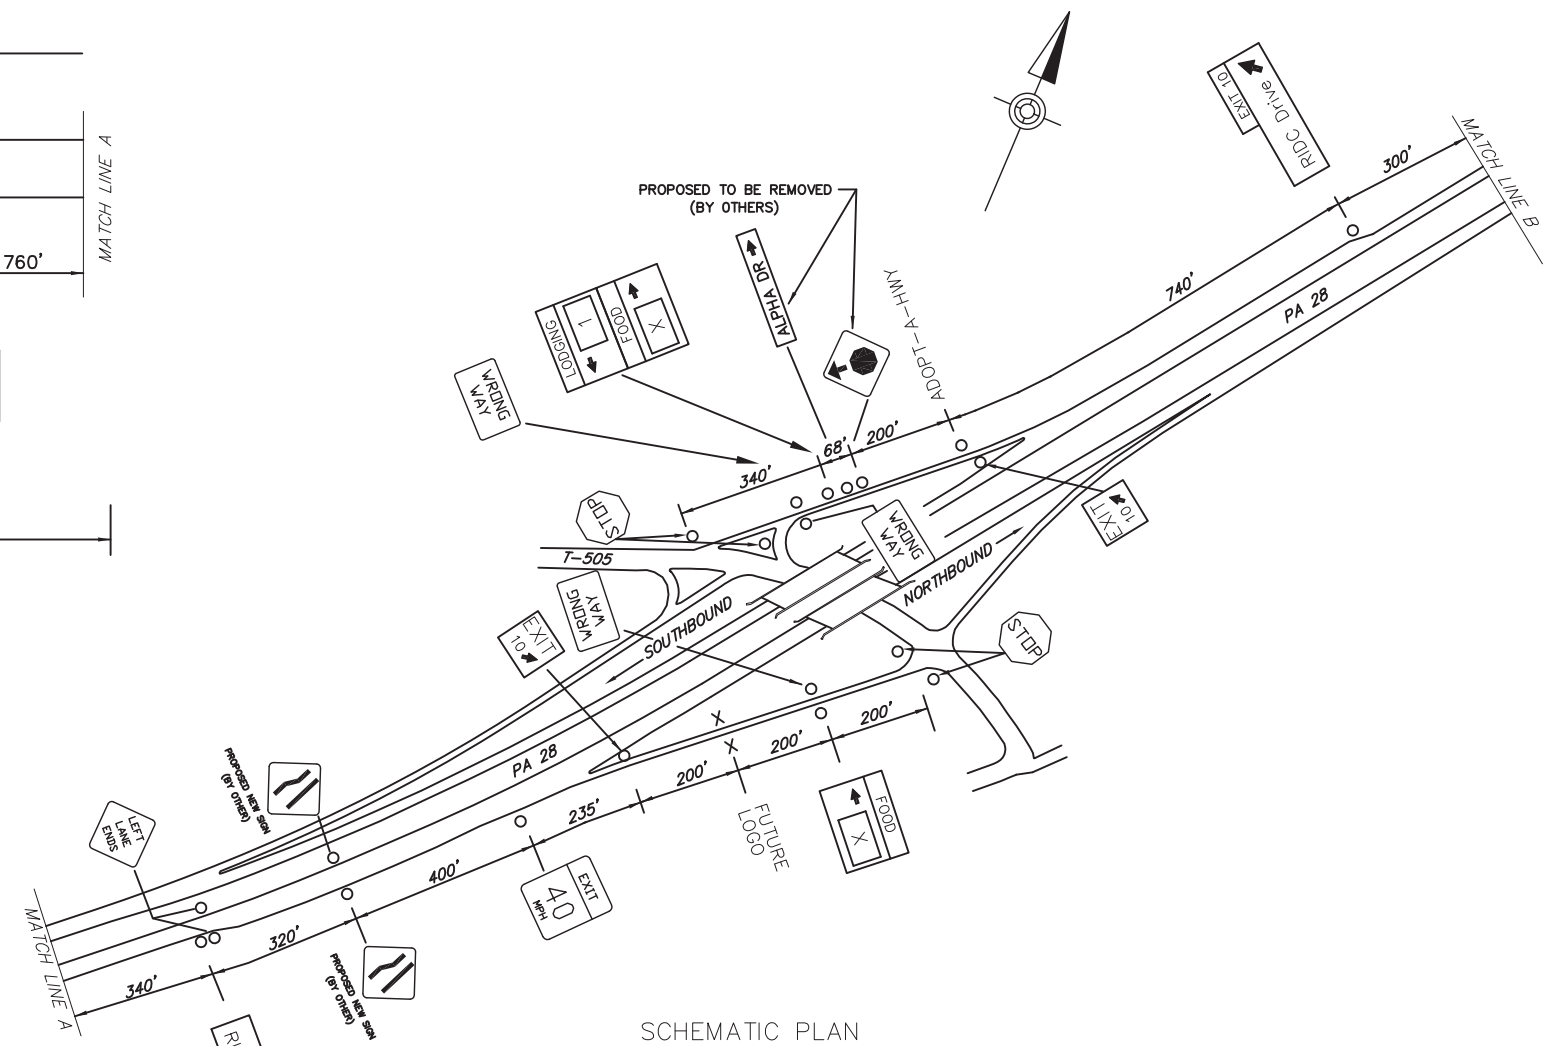 MATCH LINE A
760'
PROPOSED TO BE REMOVED
(BY OTHERS)
EXIT 10
RIDC Drive
MATCH LINE B
300'
740'
PA 28
ALPHA DR
ADOPT-A-HWY
LODGING
1
FOOD
X
WRONG
WAY
340'
68'
200'
STOP
T-505
WRONG
WAY
EXIT
10
WRONG
WAY
NORTHBOUND
SOUTHBOUND
EXIT
10
STOP
X
X
PA 28
200'
200'
200'
235'
400'
320'
340'
FUTURE
LOGO
FOOD
X
EXIT
40
MPH
PROPOSED NEW SIGN
(BY OTHER)
LEFT
LANE
ENDS
PROPOSED NEW SIGN
(BY OTHER)
MATCH LINE A
SCHEMATIC PLAN